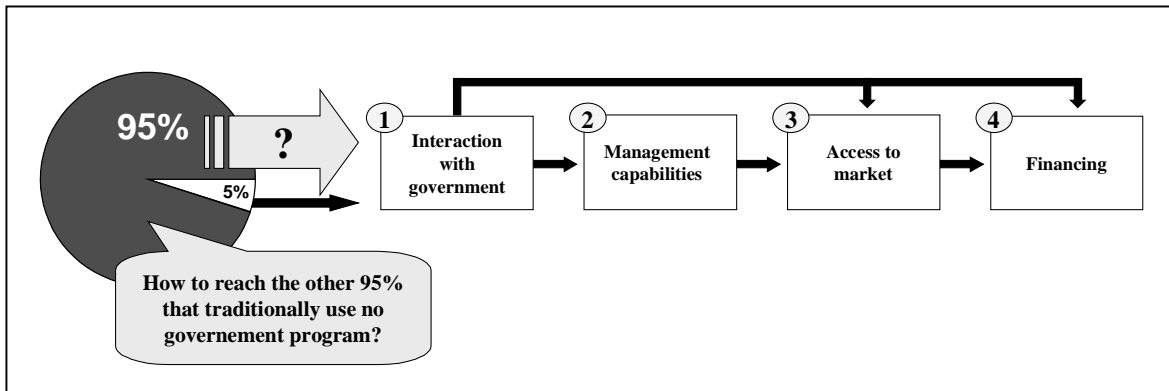 95%
?
5%
How to reach the other 95%
that traditionally use no
governement program?
1
Interaction
with
government
2
Management
capabilities
3
Access to
market
4
Financing